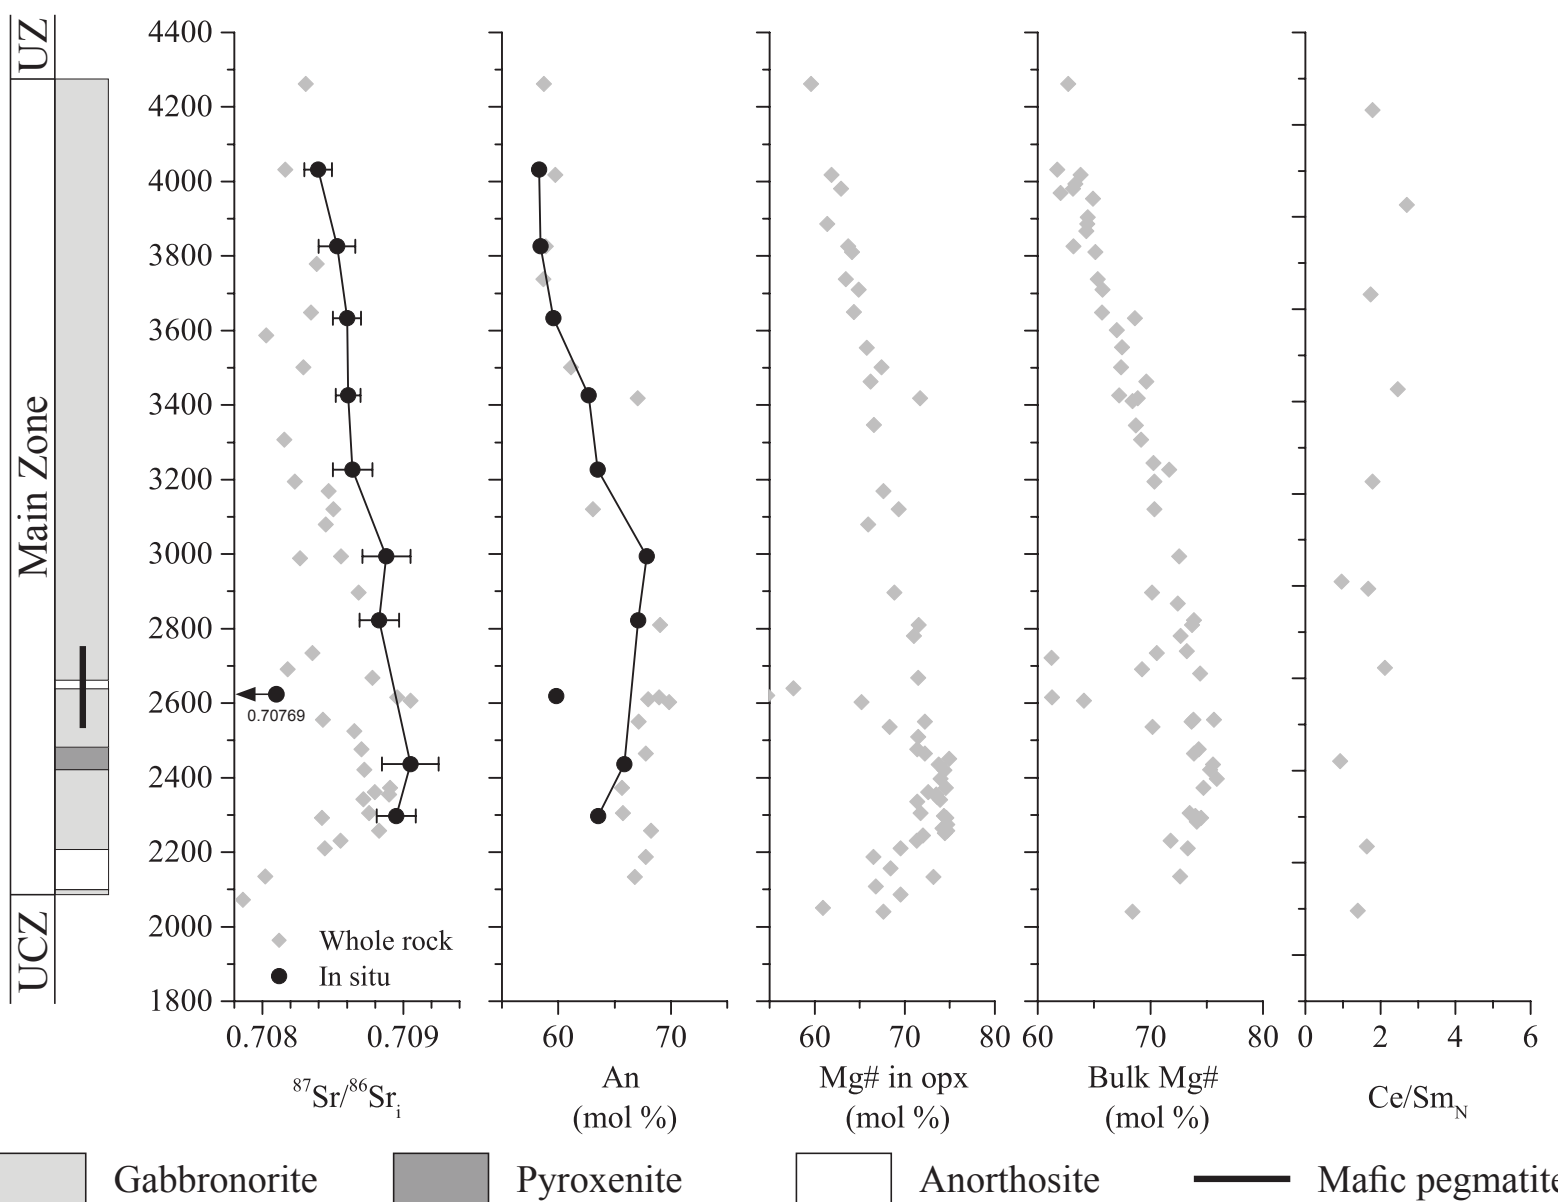 UZ
Main Zone
UCZ
4400
4200
4000
3800
3600
3400
3200
3000
2800
2600
2400
2200
2000
1800
0.70769
Whole rock
In situ
0.708 0.709
60 70
60 70 80
60 70 80
0 2 4 6
⁸⁷Sr/⁸⁶Srᵢ
An
(mol %)
Mg# in opx
(mol %)
Bulk Mg#
(mol %)
Ce/Sm_N
Gabbronorite Pyroxenite Anorthosite Mafic pegmatite